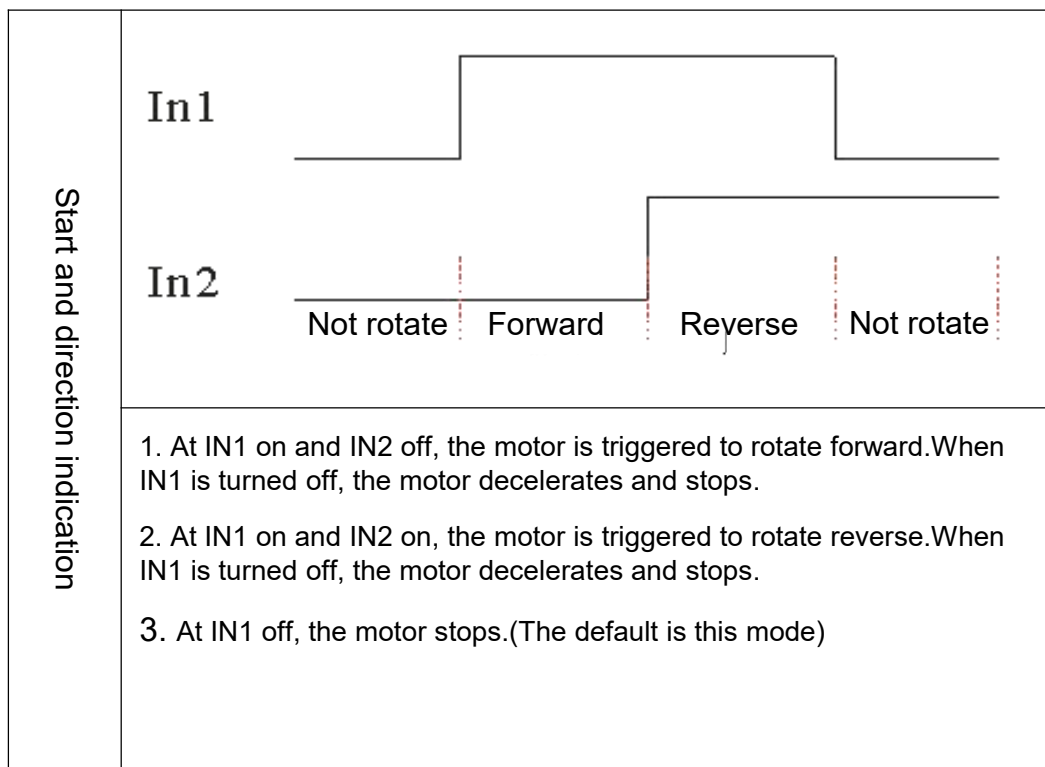 Start and direction indication
In1
In2
Not rotate Forward Reverse Not rotate
1. At IN1 on and IN2 off, the motor is triggered to rotate forward.When
IN1 is turned off, the motor decelerates and stops.
2. At IN1 on and IN2 on, the motor is triggered to rotate reverse.When
IN1 is turned off, the motor decelerates and stops.
3. At IN1 off, the motor stops.(The default is this mode)